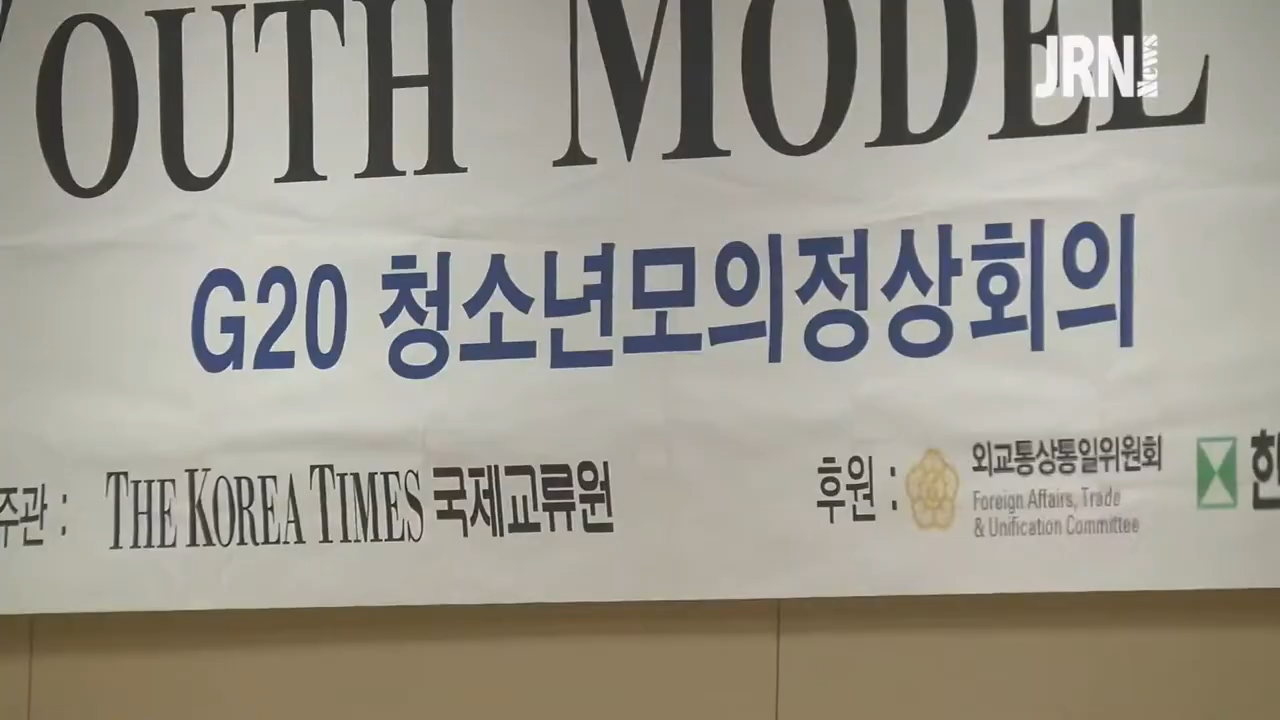 YOUTH MODEL
JRN News
G20 청소년모의정상회의
주관 : THE KOREA TIMES 국제교류원
후원 : 외교통상통일위원회
Foreign Affairs, Trade
& Unification Committee
한